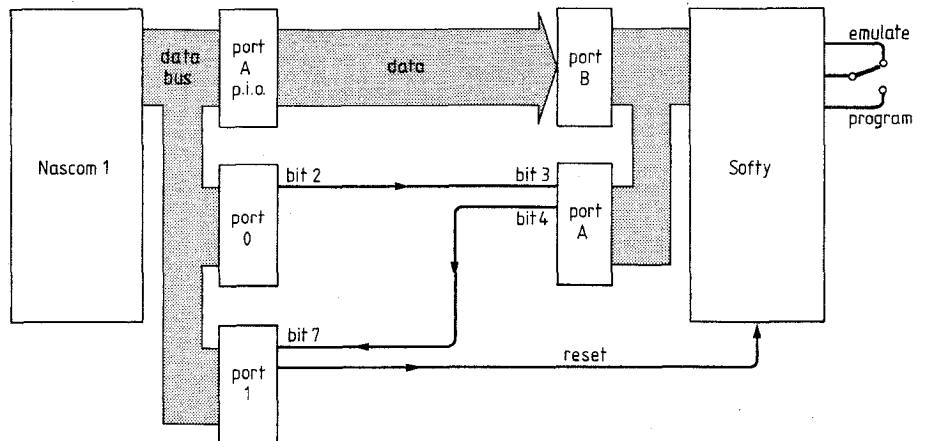 Nascom 1
data
bus
port
A
p.i.o.
data
port
B
Softy
emulate
program
port
0
bit 2
bit 3
bit 4
port
A
port
1
bit 7
reset